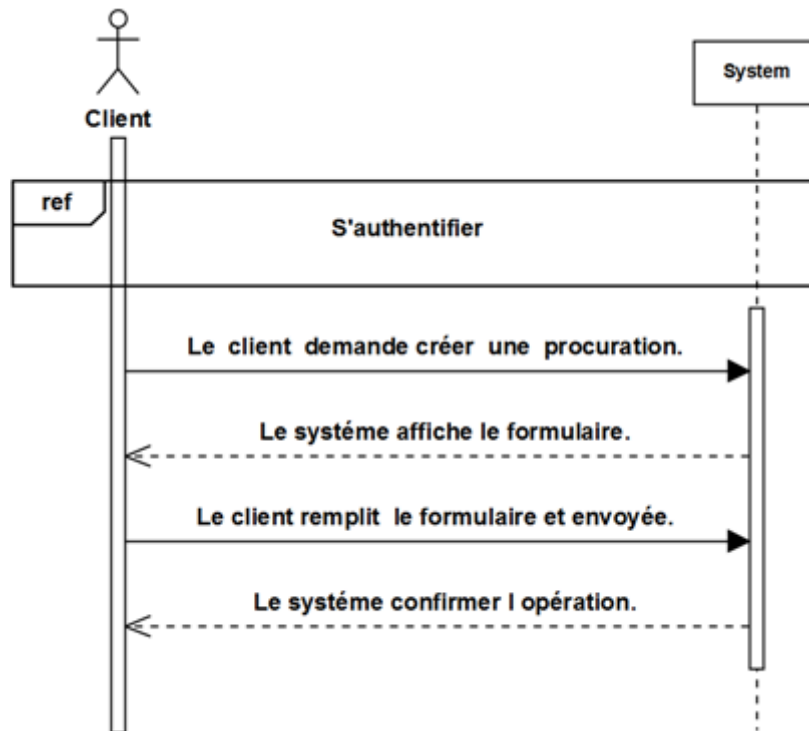 System
Client
ref
S'authentifier
Le client demande créer une procuration.
Le systéme affiche le formulaire.
Le client remplit le formulaire et envoyée.
Le systéme confirmer l opération.